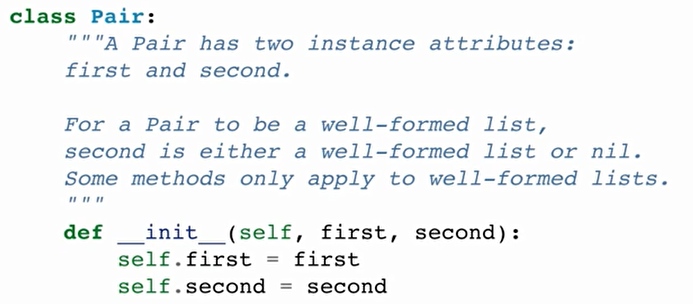 class Pair:
    """A Pair has two instance attributes:
    first and second.

    For a Pair to be a well-formed list,
    second is either a well-formed list or nil.
    Some methods only apply to well-formed lists.
    """
    def __init__(self, first, second):
        self.first = first
        self.second = second